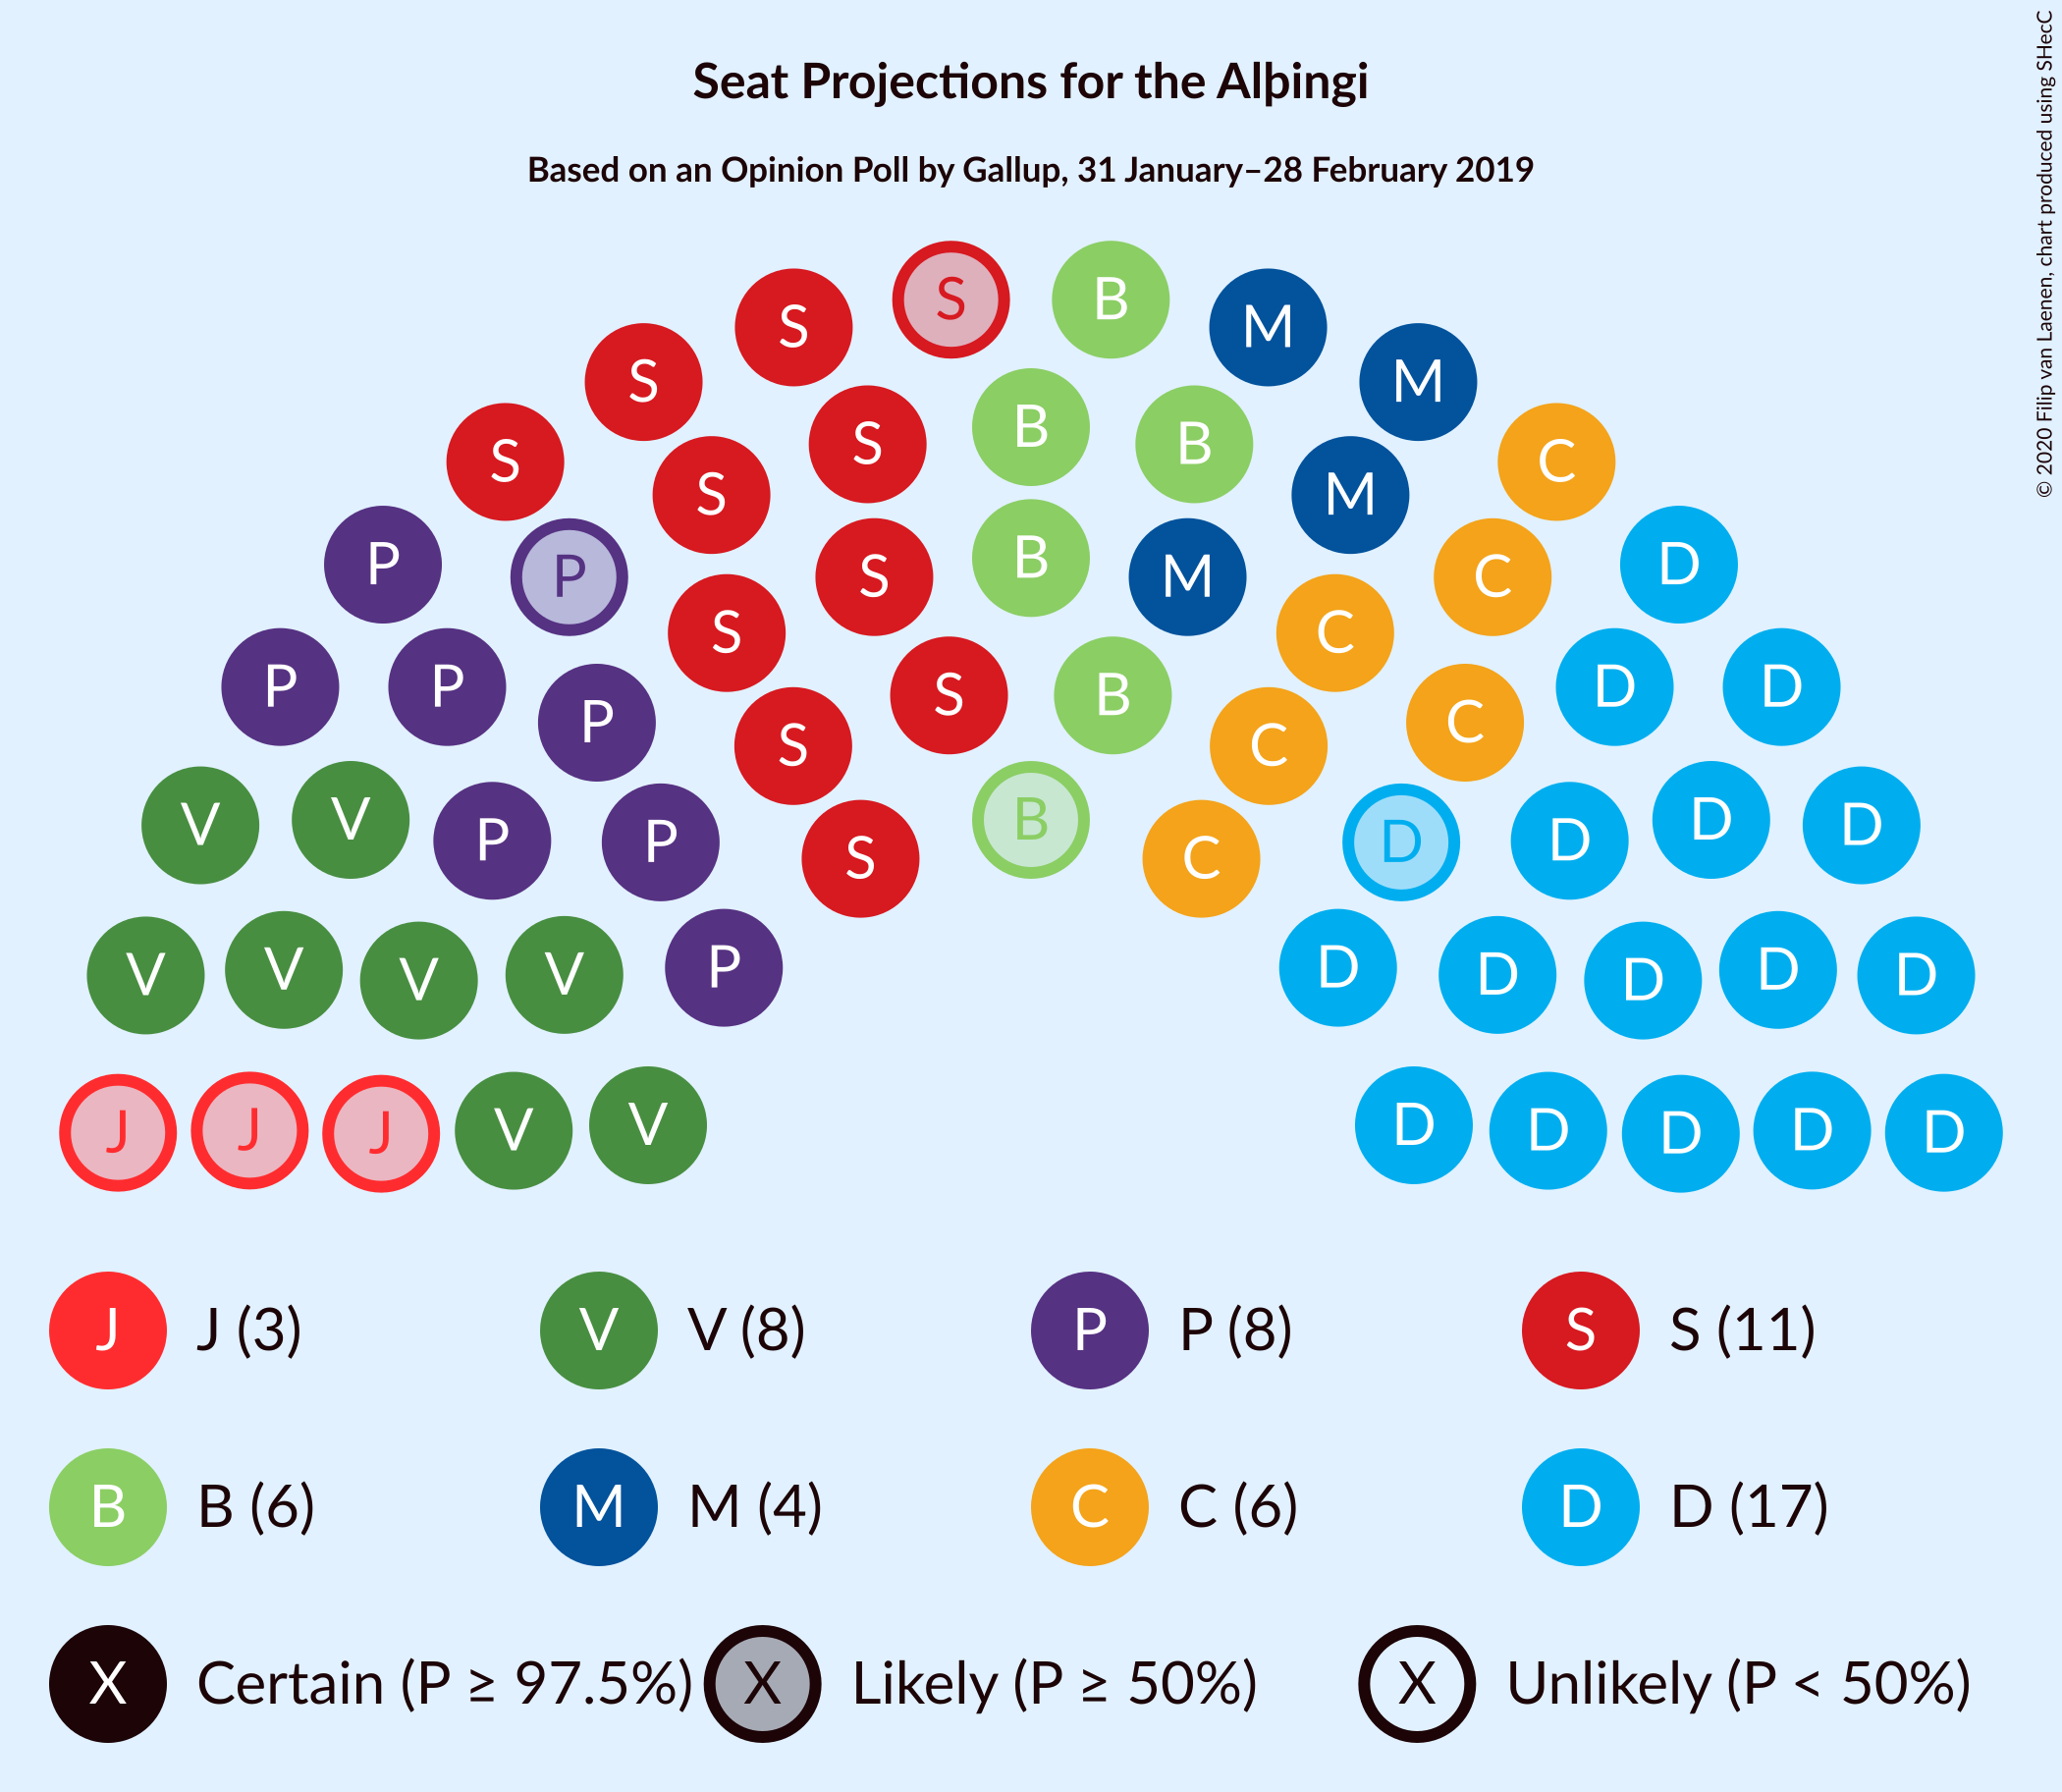 Seat Projections for the Alþingi
Based on an Opinion Poll by Gallup, 31 January–28 February 2019
© 2020 Filip van Laenen, chart produced using SHecC
S B
S M
S M
S S B B C
S M
P P S B M C D
S C
P P P S B C D D
S C
V V P P S B C D D D D
V V V V P D D D D D
J J J V V D D D D D
J J (3) V V (8) P P (8) S S (11)
B B (6) M M (4) C C (6) D D (17)
X Certain (P ≥ 97.5%) X Likely (P ≥ 50%) X Unlikely (P < 50%)